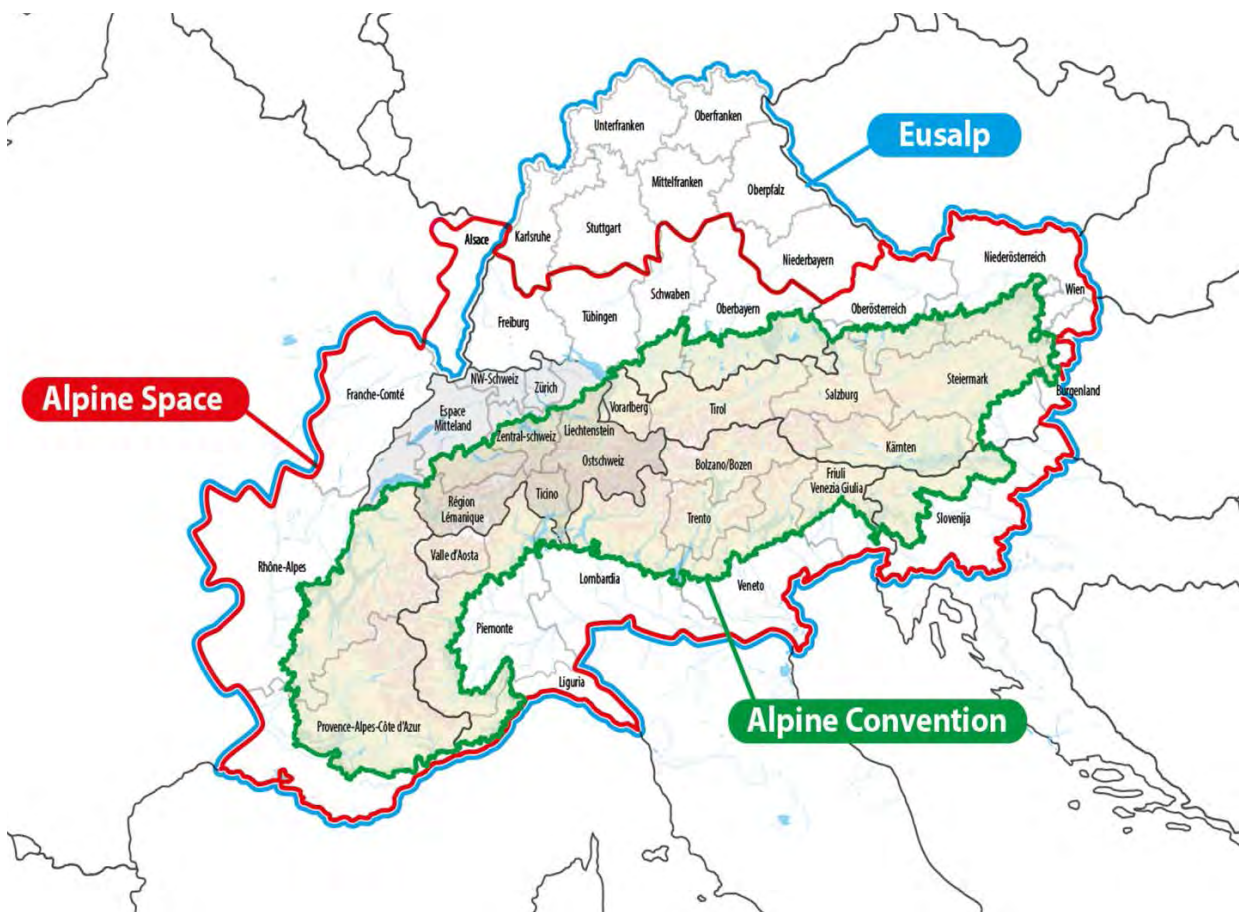 Unterfranken
Oberfranken
Eusalp
Mittelfranken
Oberpfalz
Alsace
Karlsruhe
Stuttgart
Niederbayern
Niederösterreich
Wien
Schwaben
Oberbayern
Oberösterreich
Freiburg
Tübingen
Alpine Space
Franche-Comté
NW-Schweiz
Zürich
Espace
Mitteland
Vorarlberg
Tirol
Salzburg
Steiermark
Burgenland
Zentral-schweiz
Liechtenstein
Ostschweiz
Bolzano/Bozen
Kärnten
Région
Lémanique
Ticino
Friuli
Venezia Giulia
Trento
Slovenija
Rhône-Alpes
Valle d'Aosta
Lombardia
Veneto
Piemonte
Liguria
Provence-Alpes-Côte d'Azur
Alpine Convention